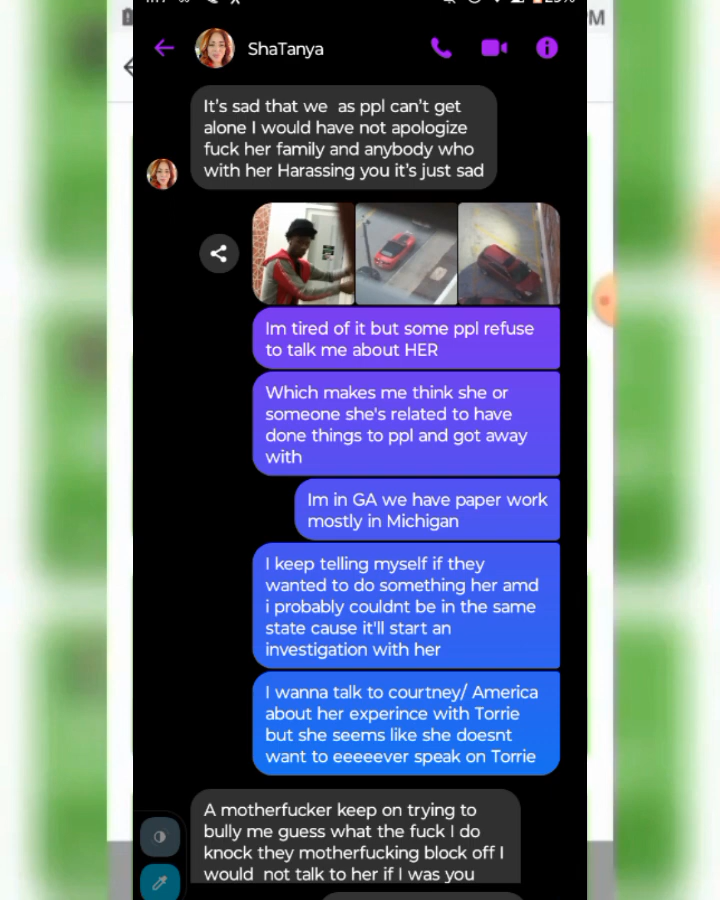 PM
ShaTanya
It's sad that we as ppl can't get
alone I would have not apologize
fuck her family and anybody who
with her Harassing you it's just sad
Im tired of it but some ppl refuse
to talk me about HER
Which makes me think she or
someone she's related to have
done things to ppl and got away
with
Im in GA we have paper work
mostly in Michigan
I keep telling myself if they
wanted to do something her amd
i probably couldnt be in the same
state cause it'll start an
investigation with her
I wanna talk to courtney/ America
about her experince with Torrie
but she seems like she doesnt
want to eeeeever speak on Torrie
A motherfucker keep on trying to
bully me guess what the fuck I do
knock they motherfucking block off I
would not talk to her if I was you